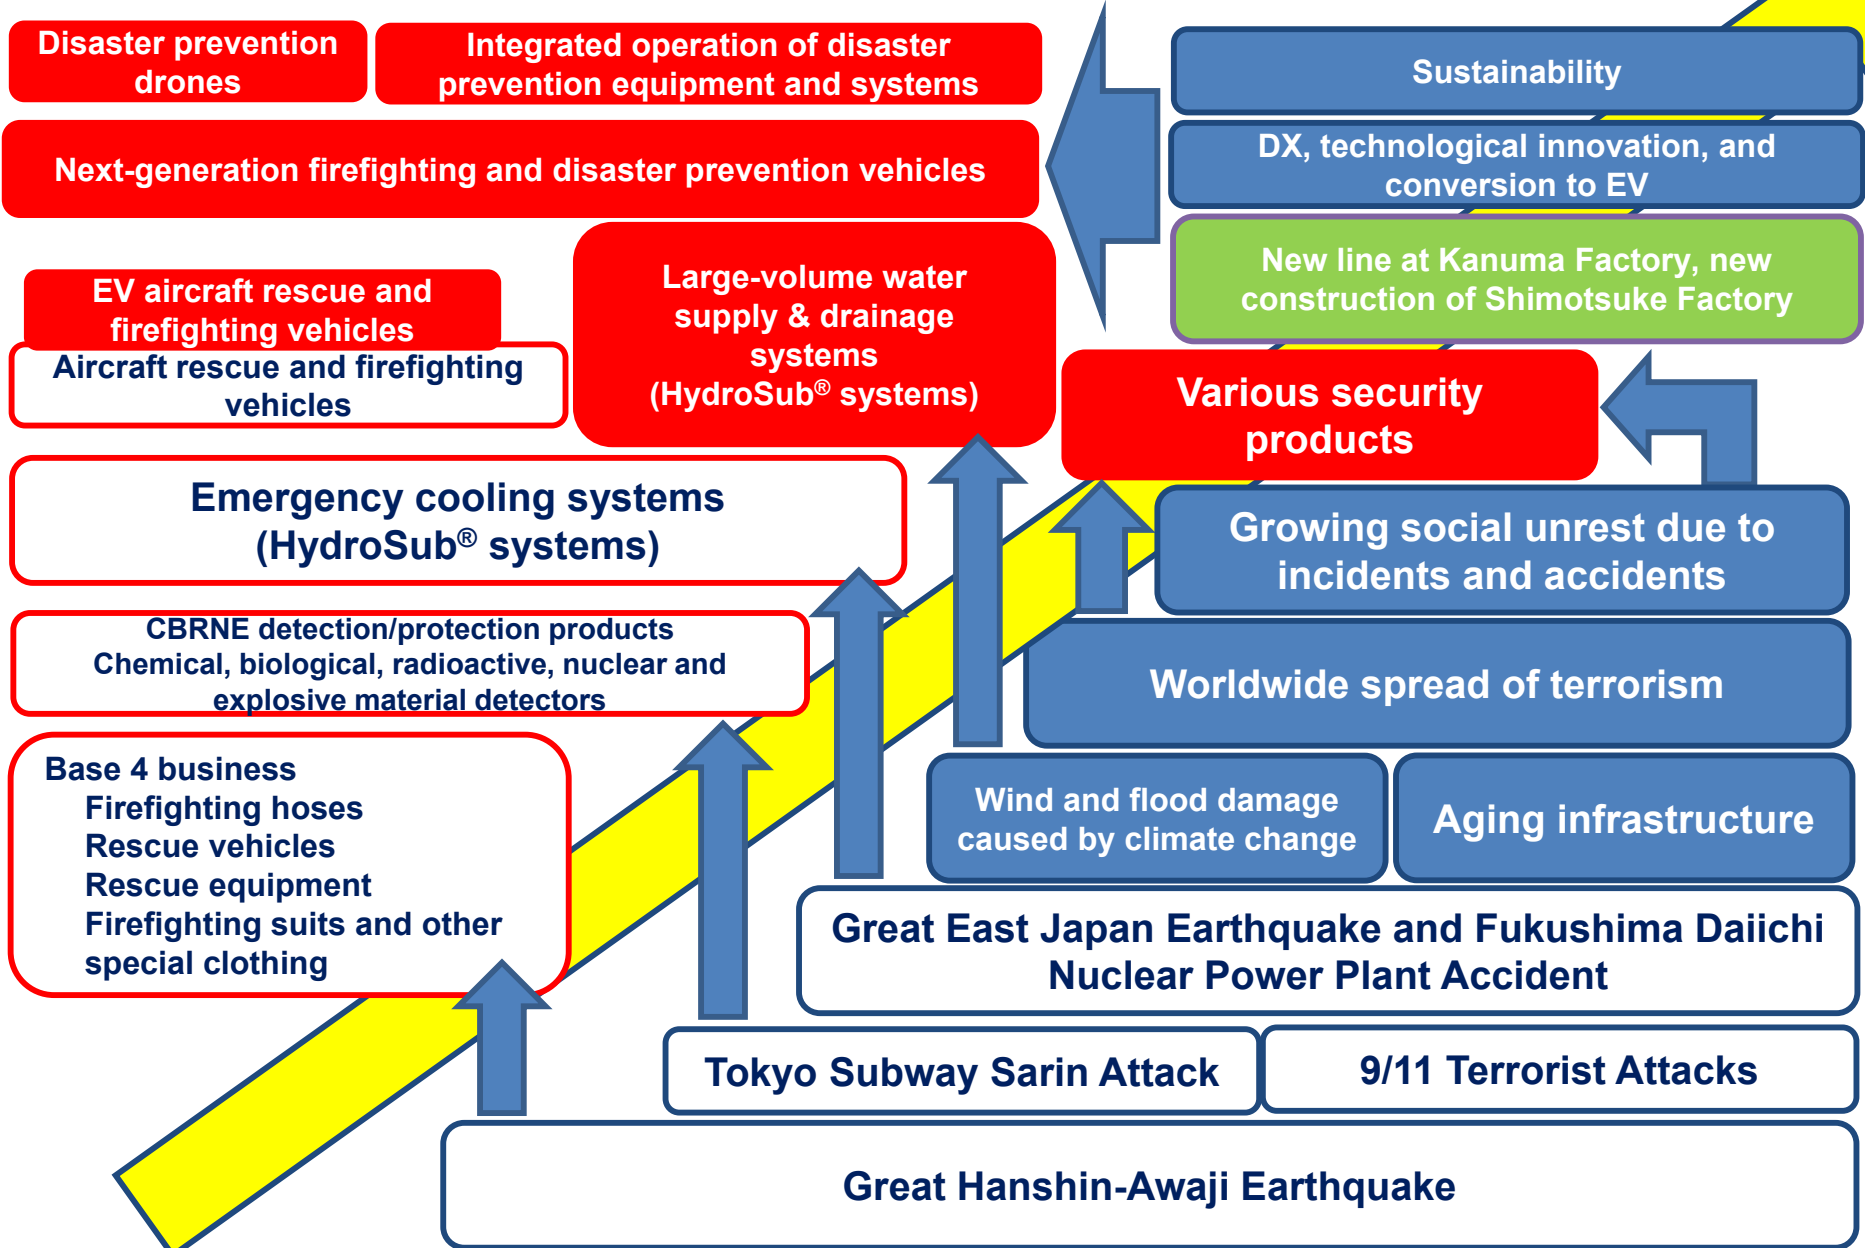 Disaster prevention
drones
Integrated operation of disaster
prevention equipment and systems
Sustainability
Next-generation firefighting and disaster prevention vehicles
DX, technological innovation, and
conversion to EV
EV aircraft rescue and
firefighting vehicles
Large-volume water
supply & drainage
systems
(HydroSub® systems)
New line at Kanuma Factory, new
construction of Shimotsuke Factory
Aircraft rescue and firefighting
vehicles
Various security
products
Emergency cooling systems
(HydroSub® systems)
Growing social unrest due to
incidents and accidents
CBRNE detection/protection products
Chemical, biological, radioactive, nuclear and
explosive material detectors
Worldwide spread of terrorism
Base 4 business
Firefighting hoses
Rescue vehicles
Rescue equipment
Firefighting suits and other
special clothing
Wind and flood damage
caused by climate change
Aging infrastructure
Great East Japan Earthquake and Fukushima Daiichi
Nuclear Power Plant Accident
Tokyo Subway Sarin Attack
9/11 Terrorist Attacks
Great Hanshin-Awaji Earthquake